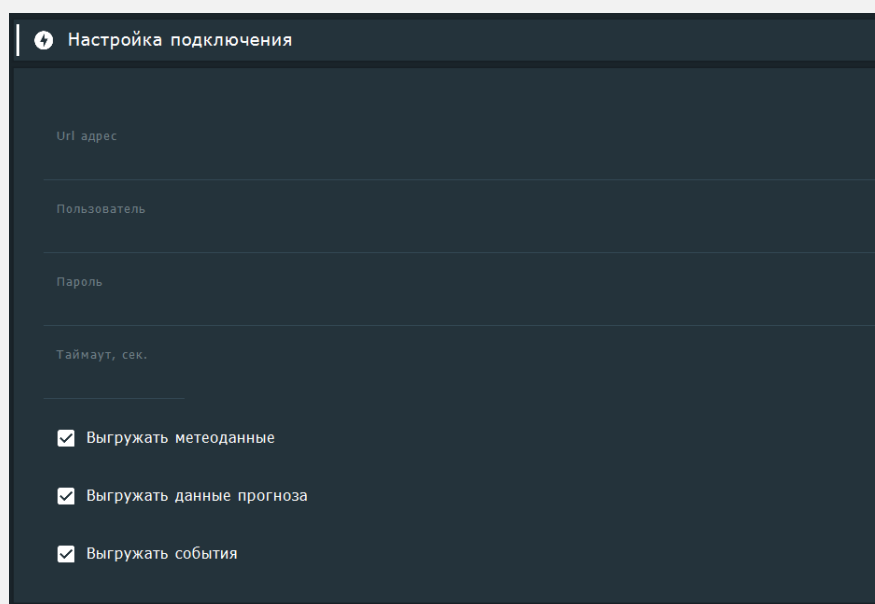 Настройка подключения
Url адрес
Пользователь
Пароль
Таймаут, сек.
Выгружать метеоданные
Выгружать данные прогноза
Выгружать события